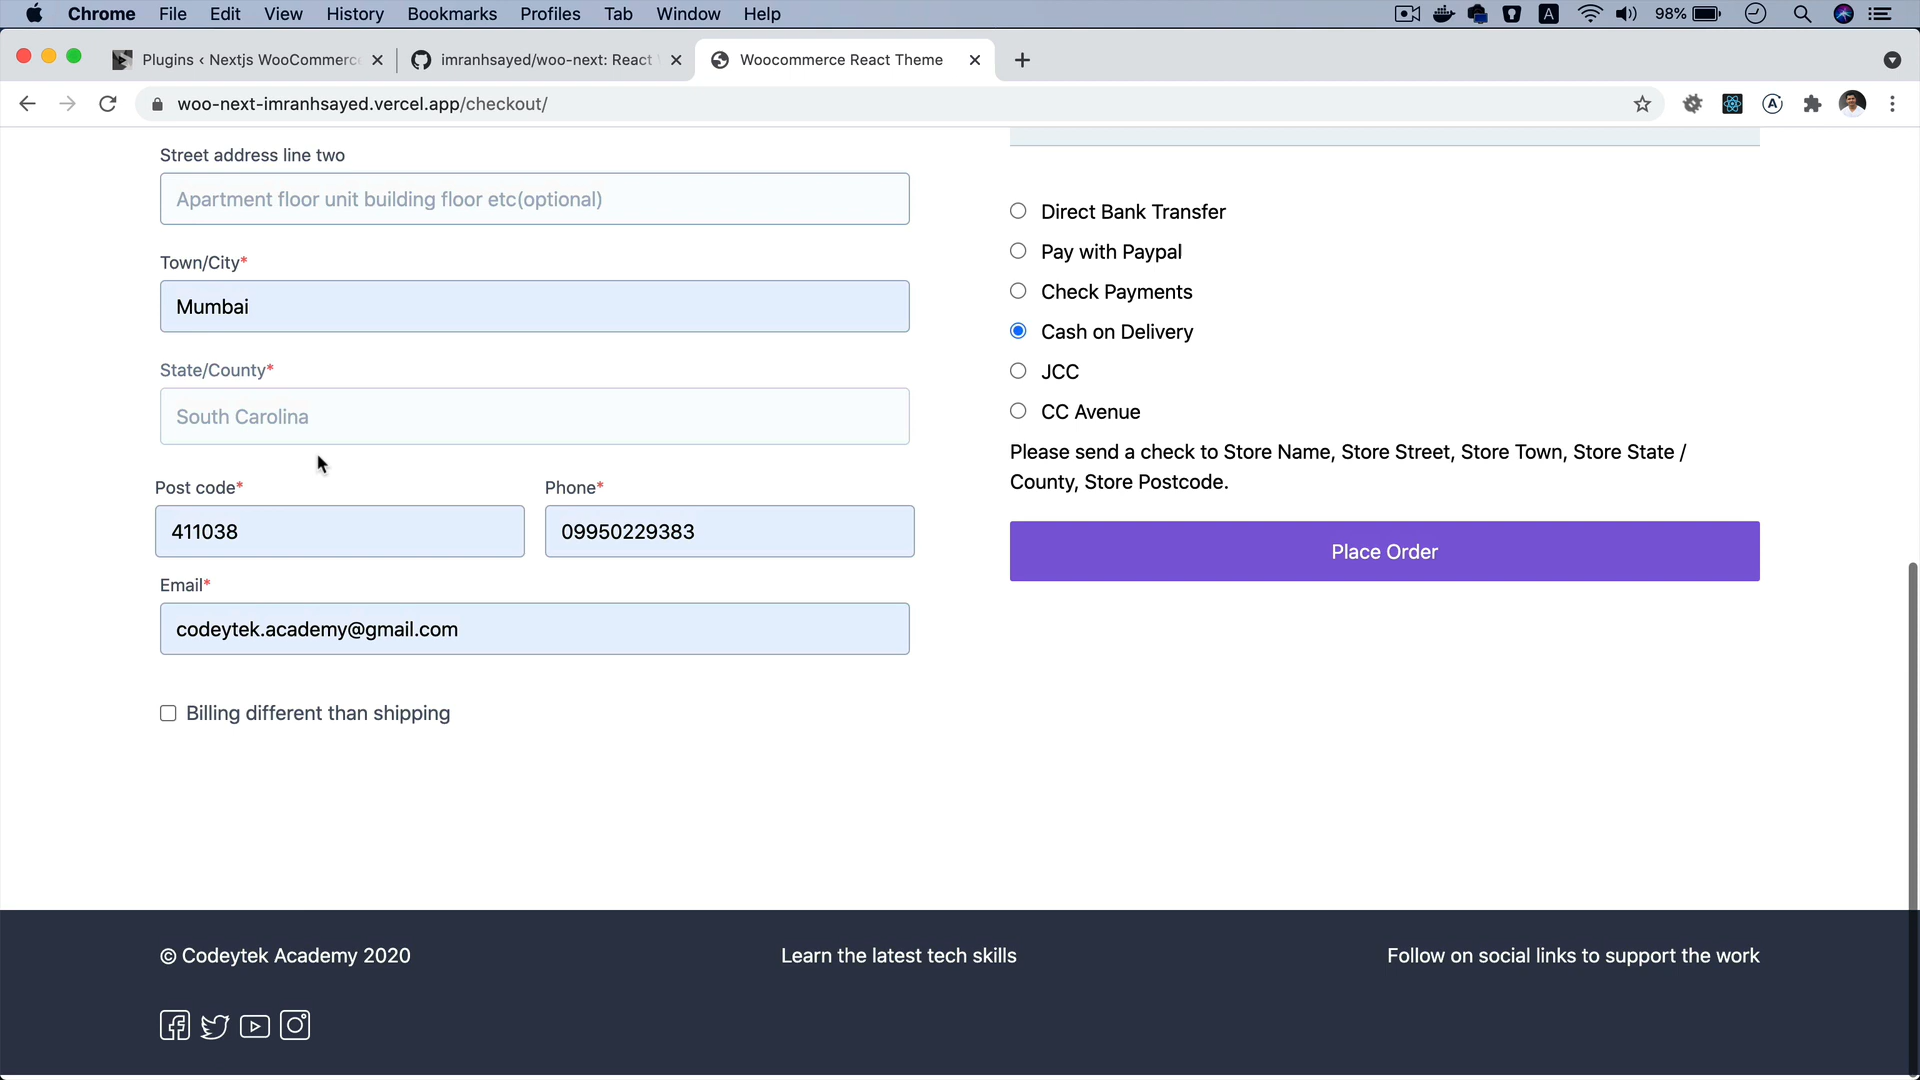 Chrome File Edit View History Bookmarks Profiles Tab Window Help 98%
Plugins ‹ Nextjs WooCommerce
imranhsayed/woo-next: React
Woocommerce React Theme
woo-next-imranhsayed.vercel.app/checkout/
Street address line two
Apartment floor unit building floor etc(optional)
Town/City*
Mumbai
State/County*
South Carolina
Post code*
411038
Phone*
09950229383
Email*
codeytek.academy@gmail.com
Billing different than shipping
Direct Bank Transfer
Pay with Paypal
Check Payments
Cash on Delivery
JCC
CC Avenue
Please send a check to Store Name, Store Street, Store Town, Store State /
County, Store Postcode.
Place Order
© Codeytek Academy 2020
Learn the latest tech skills
Follow on social links to support the work